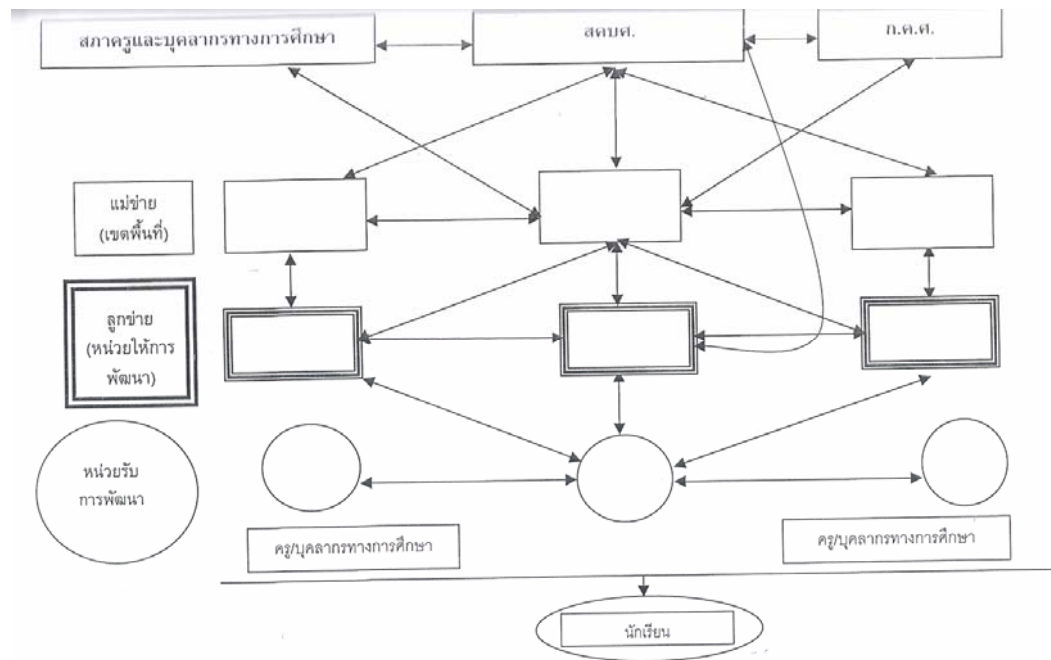 สภาครูและบุคลากรทางการศึกษา
สคบศ.
ก.ค.ศ.
แม่ข่าย
(เขตพื้นที่)
ลูกข่าย
(หน่วยให้การ
พัฒนา)
หน่วยรับ
การพัฒนา
ครู/บุคลากรทางการศึกษา
ครู/บุคลากรทางการศึกษา
นักเรียน